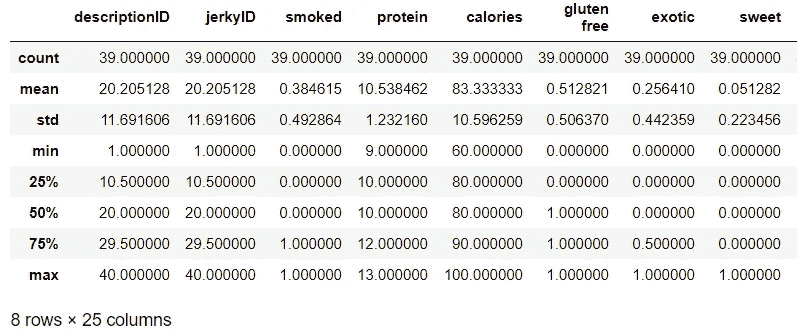 descriptionID jerkyID smoked protein calories gluten free exotic sweet
count 39.000000 39.000000 39.000000 39.000000 39.000000 39.000000 39.000000 39.000000
mean 20.205128 20.205128 0.384615 10.538462 83.333333 0.512821 0.256410 0.051282
std 11.691606 11.691606 0.492864 1.232160 10.596259 0.506370 0.442359 0.223456
min 1.000000 1.000000 0.000000 9.000000 60.000000 0.000000 0.000000 0.000000
25% 10.500000 10.500000 0.000000 10.000000 80.000000 0.000000 0.000000 0.000000
50% 20.000000 20.000000 0.000000 10.000000 80.000000 1.000000 0.000000 0.000000
75% 29.500000 29.500000 1.000000 12.000000 90.000000 1.000000 0.500000 0.000000
max 40.000000 40.000000 1.000000 13.000000 100.000000 1.000000 1.000000 1.000000
8 rows × 25 columns